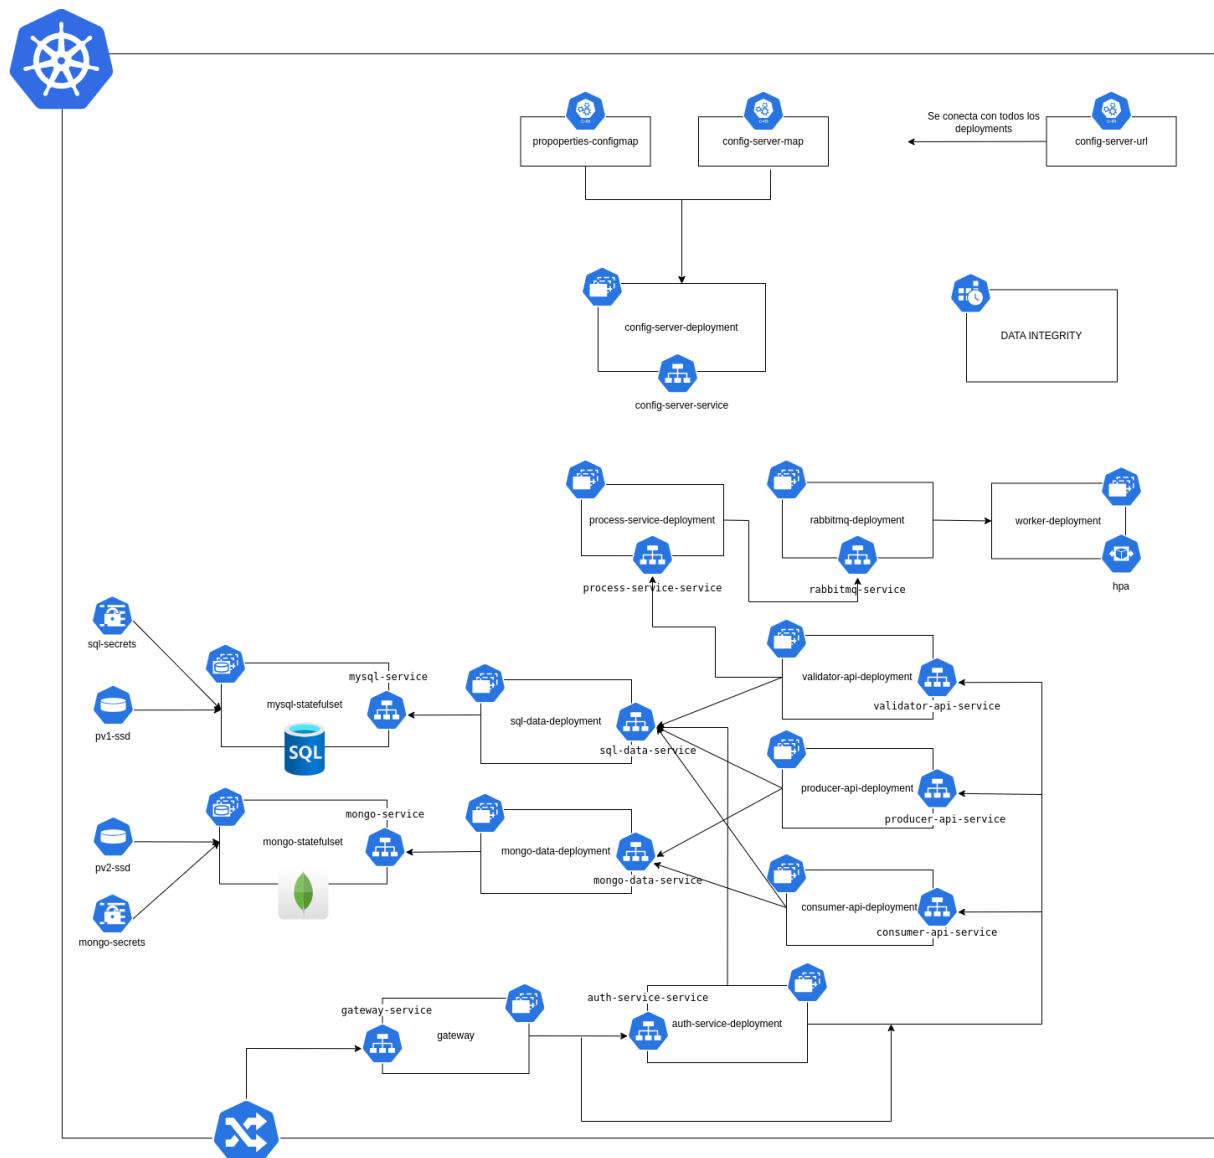 Se conecta con todos los
deployments
propoperties-configmap
config-server-map
config-server-url
config-server-deployment
DATA INTEGRITY
config-server-service
process-service-deployment
rabbitmq-deployment
worker-deployment
process-service-service
rabbitmq-service
hpa
sql-secrets
mysql-service
validator-api-deployment
mysql-statefulset
validator-api-service
sql-data-deployment
pv1-ssd
SQL
sql-data-service
producer-api-deployment
mongo-service
producer-api-service
mongo-statefulset
mongo-data-deployment
pv2-ssd
mongo-data-service
consumer-api-deployment
consumer-api-service
mongo-secrets
auth-service-service
gateway-service
auth-service-deployment
gateway